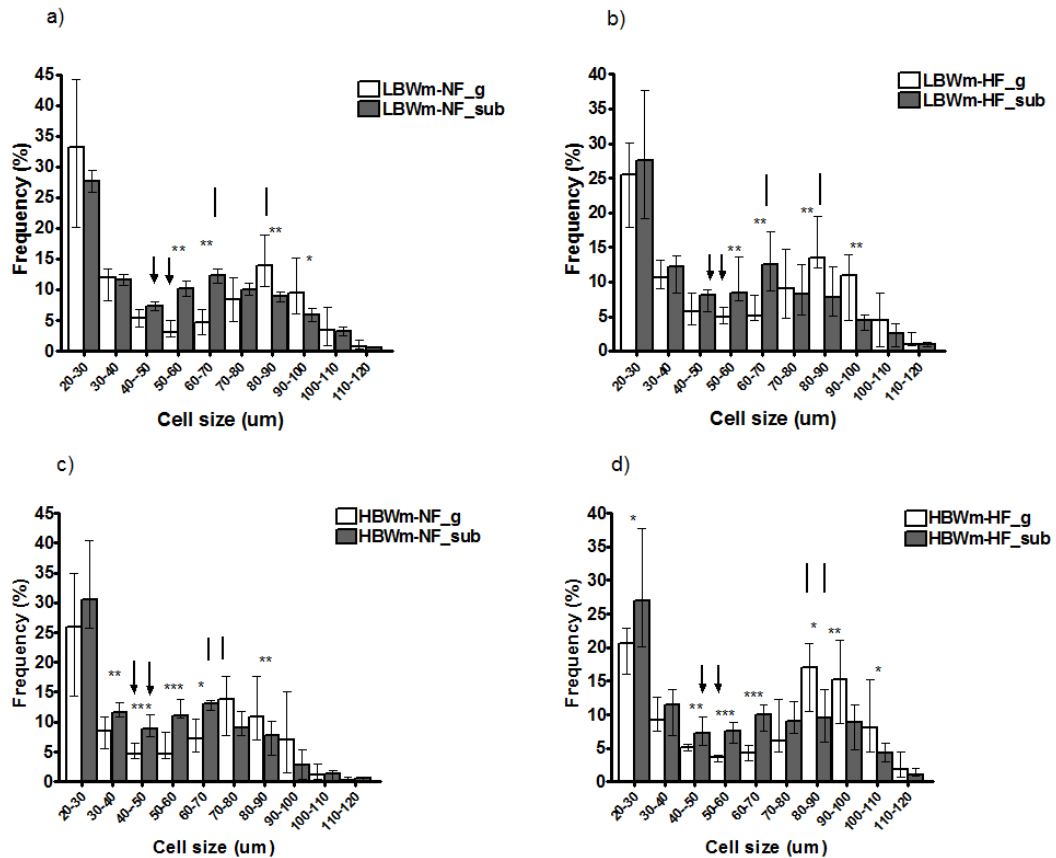 a)
LBWm-NF_g
LBWm-NF_sub
Frequency (%)
45
40
35
30
25
20
15
10
5
0
** ** ** *
20-30 30-40 40--50 50-60 60-70 70-80 80-90 90-100 100-110 110-120
Cell size (um)
b)
LBWm-HF_g
LBWm-HF_sub
Frequency (%)
40
35
30
25
20
15
10
5
0
** ** ** **
20-30 30-40 40--50 50-60 60-70 70-80 80-90 90-100 100-110 110-120
Cell size (um)
c)
HBWm-NF_g
HBWm-NF_sub
Frequency (%)
45
40
35
30
25
20
15
10
5
0
** *** *** * **
20-30 30-40 40--50 50-60 60-70 70-80 80-90 90-100 100-110 110-120
Cell size (um)
d)
HBWm-HF_g
HBWm-HF_sub
Frequency (%)
40
35
30
25
20
15
10
5
0
* ** *** *** * ** *
20-30 30-40 40--50 50-60 60-70 70-80 80-90 90-100 100-110 110-120
Cell size (um)